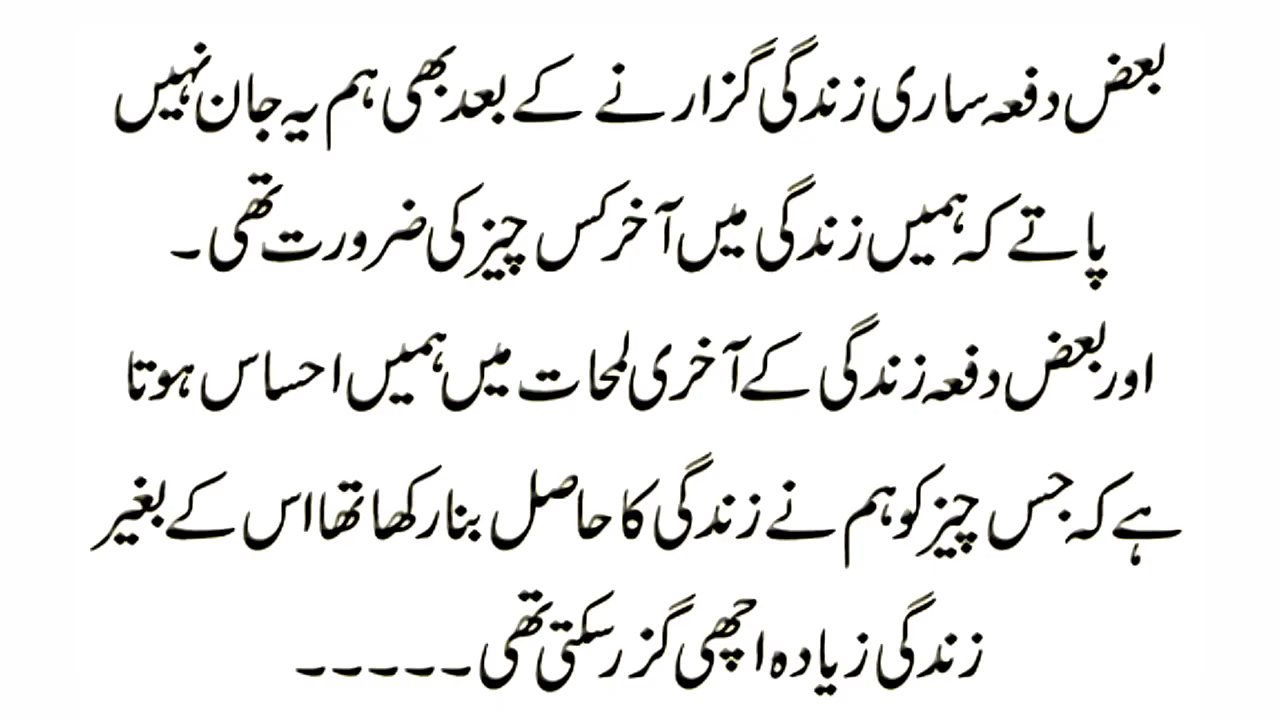 بعض دفعہ ساری زندگی گزارنے کے بعد بھی ہم یہ جان نہیں
پاتے کہ ہمیں زندگی میں آخر کس چیز کی ضرورت تھی ۔
اور بعض دفعہ زندگی کے آخری لمحات میں ہمیں احساس ہوتا
ہے کہ جس چیز کو ہم نے زندگی کا حاصل بنا رکھا تھا اس کے بغیر
زندگی زیادہ اچھی گزر سکتی تھی ۔۔۔۔۔